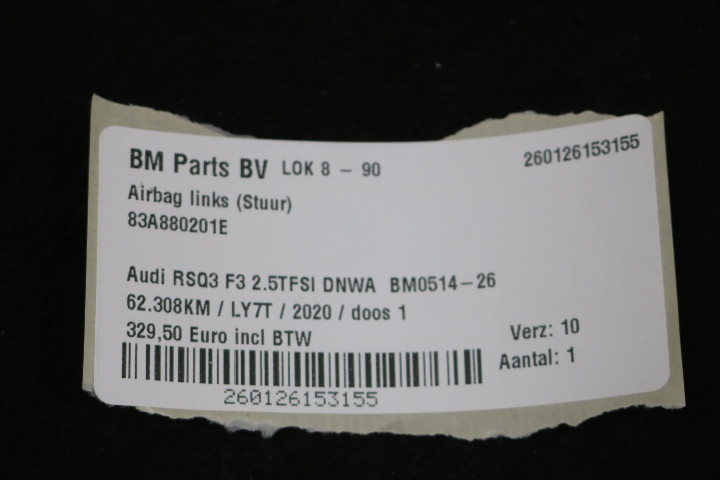 BM Parts BV LOK 8 - 90 260126153155
Airbag links (Stuur)
83A880201E
Audi RSQ3 F3 2.5TFSI DNWA BM0514-26
62.308KM / LY7T / 2020 / doos 1
329,50 Euro incl BTW Verz: 10
Aantal: 1
260126153155